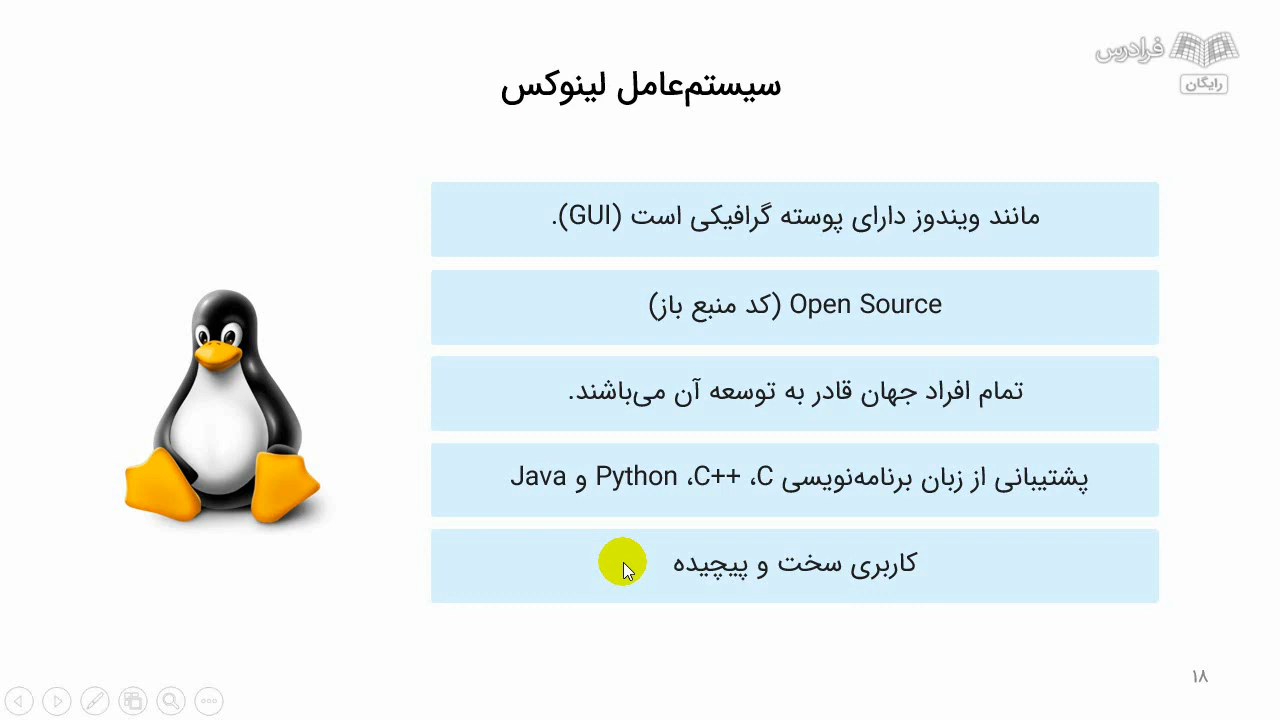 فرادرس
رایگان
سیستم‌عامل لینوکس
مانند ویندوز دارای پوسته گرافیکی است (GUI).
Open Source (کد منبع باز)
تمام افراد جهان قادر به توسعه آن می‌باشند.
پشتیبانی از زبان برنامه‌نویسی C، C++، Python و Java
کاربری سخت و پیچیده
۱۸